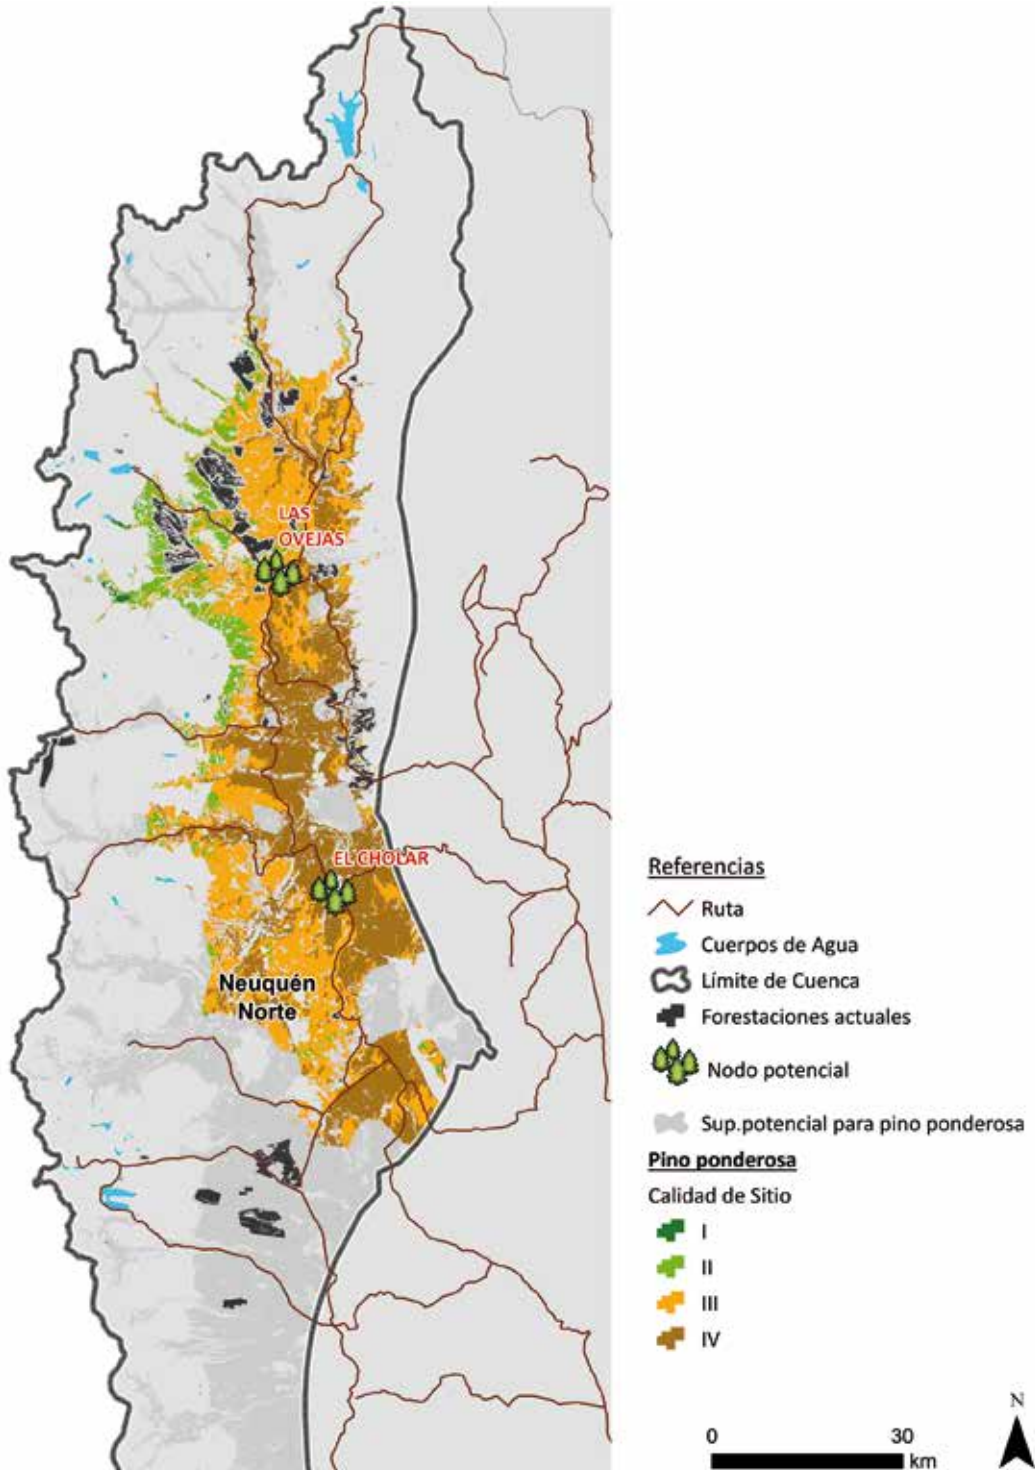 LAS
OVEJAS
EL CHOLAR
Neuquén
Norte
Referencias
Ruta
Cuerpos de Agua
Límite de Cuenca
Forestaciones actuales
Nodo potencial
Sup.potencial para pino ponderosa
Pino ponderosa
Calidad de Sitio
I
II
III
IV
N
0 30
km